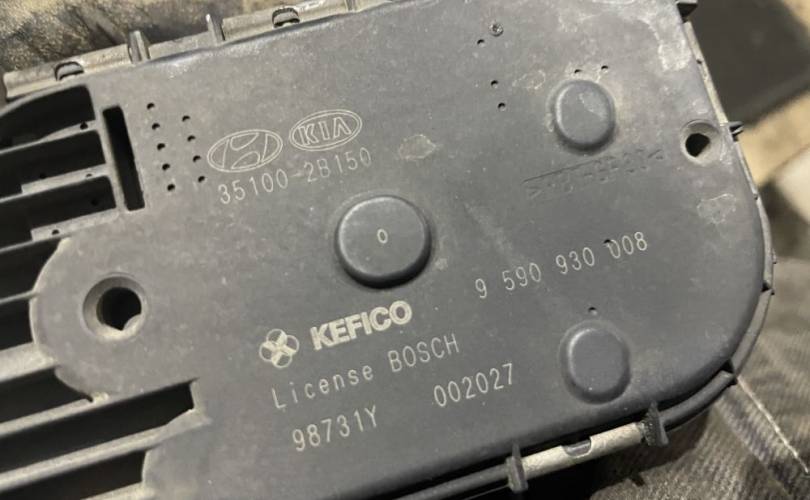 KIA
35100-2B150
9 590 930 008
KEFICO
License BOSCH
98731Y 002027